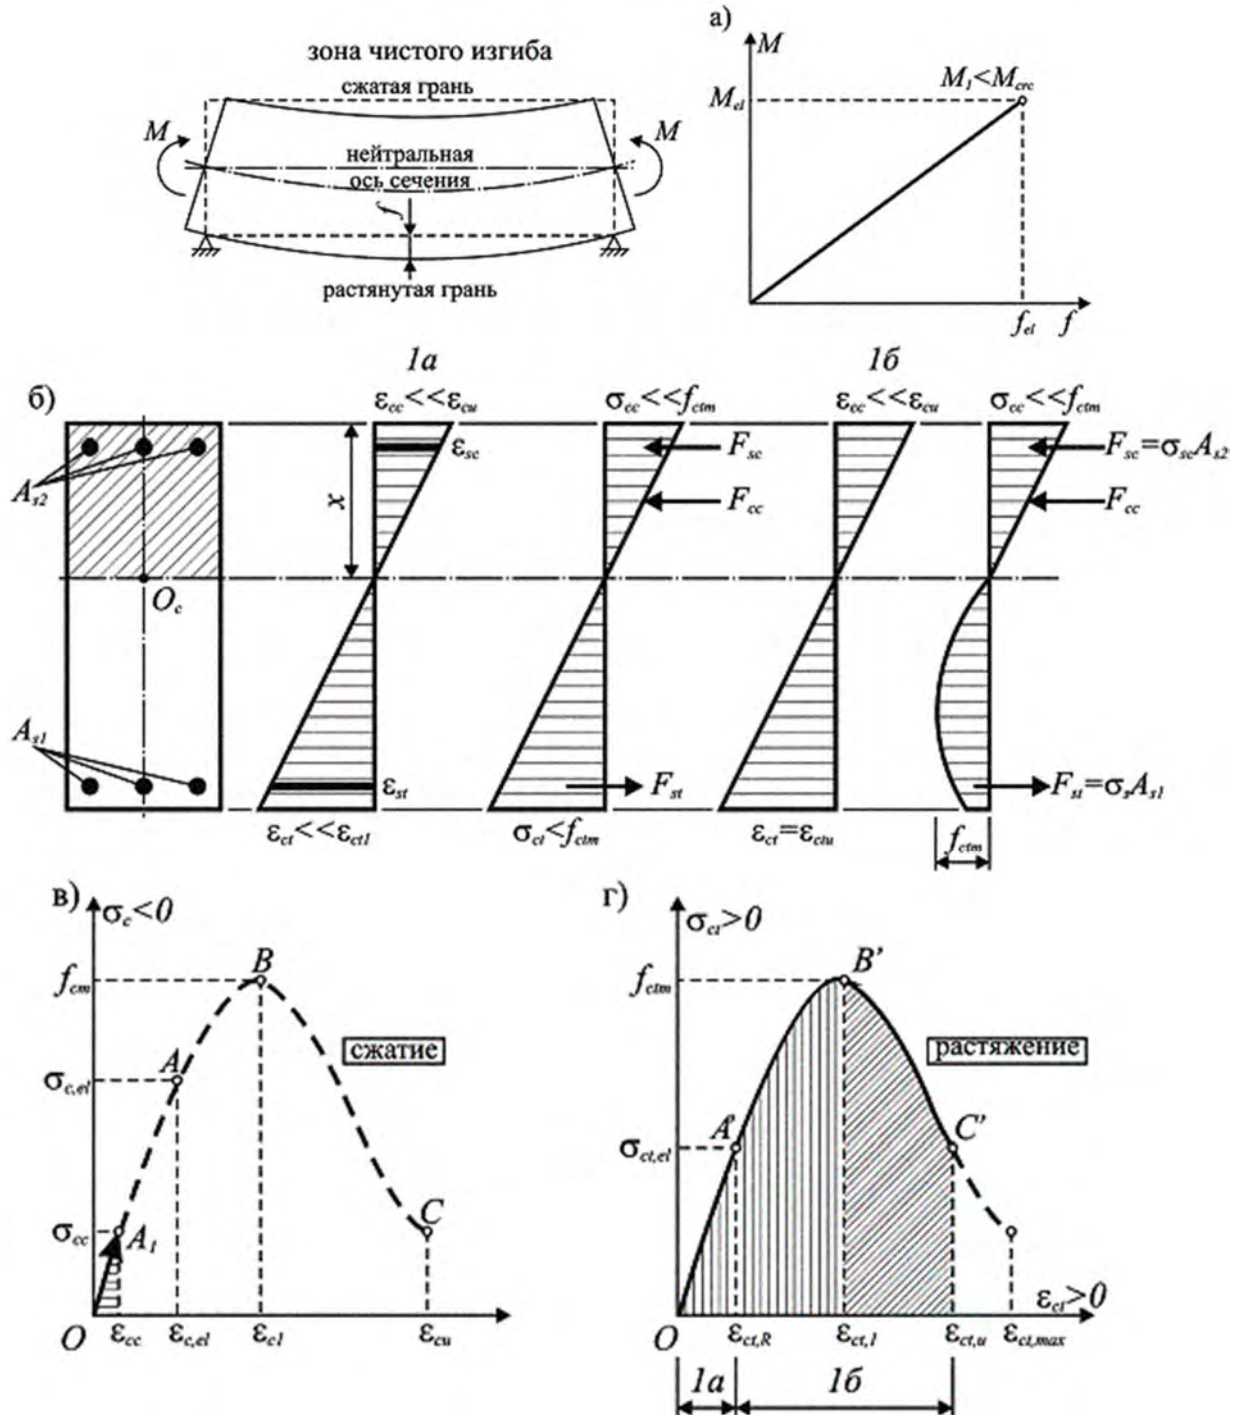 а)
M
M₁<Mcrc
Mel
fel
f
зона чистого изгиба
сжатая грань
M
M
нейтральная
ось сечения
f
растянутая грань
1а
1б
б)
εcc<<εcu
σcc<<fctm
εcc<<εcu
σcc<<fctm
As2
x
εsc
Fsc
Fsc=σscAs2
Fcc
Fcc
Oc
As1
εst
Fst
Fst=σsAs1
εct<<εct1
σct<fctm
εct=εctu
fctm
в)
σc<0
fcm
B
сжатие
A
σc,el
σcc
A₁
C
O
εcc
εc,el
εc1
εcu
г)
σct>0
B'
fctm
растяжение
A'
C'
σct,el
εct>0
O
εct,R
εct,1
εct,u
εct,max
1а
1б